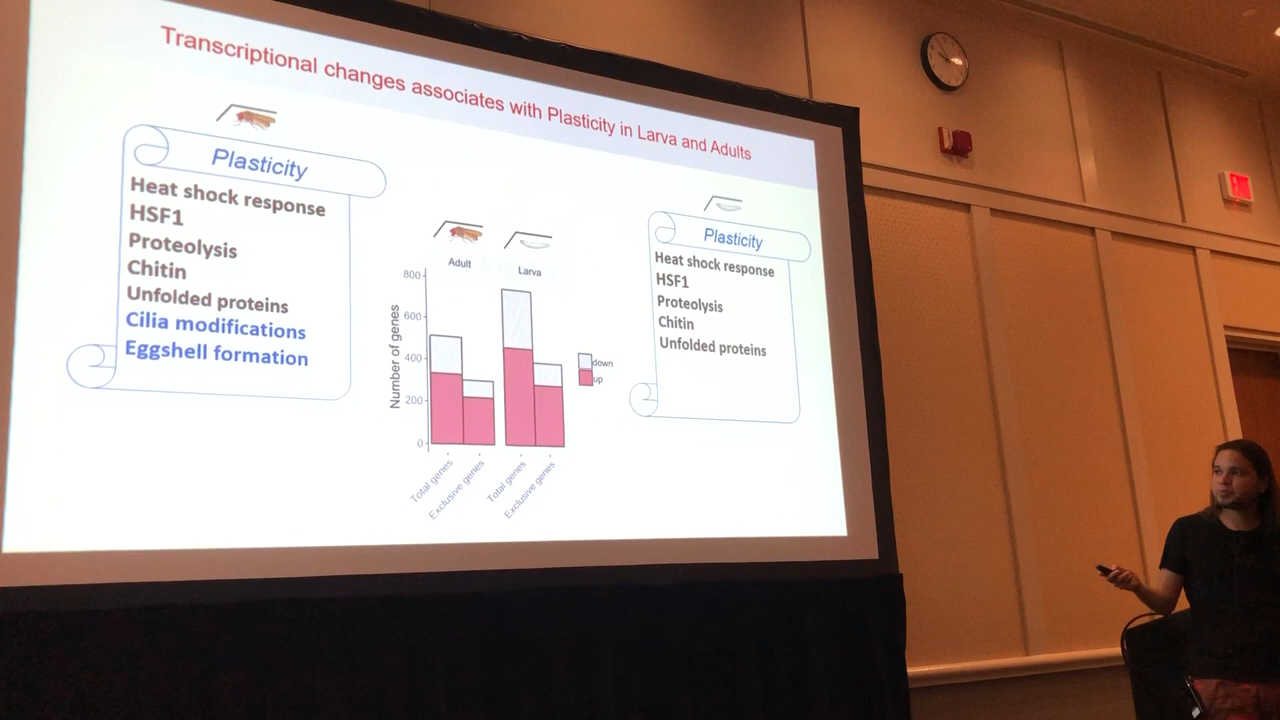 Transcriptional changes associates with Plasticity in Larva and Adults
Plasticity
Heat shock response
HSF1
Proteolysis
Chitin
Unfolded proteins
Cilia modifications
Eggshell formation
Adult
Larva
Number of genes
800
600
400
200
0
Total genes
Exclusive genes
Total genes
Exclusive genes
down
up
Plasticity
Heat shock response
HSF1
Proteolysis
Chitin
Unfolded proteins